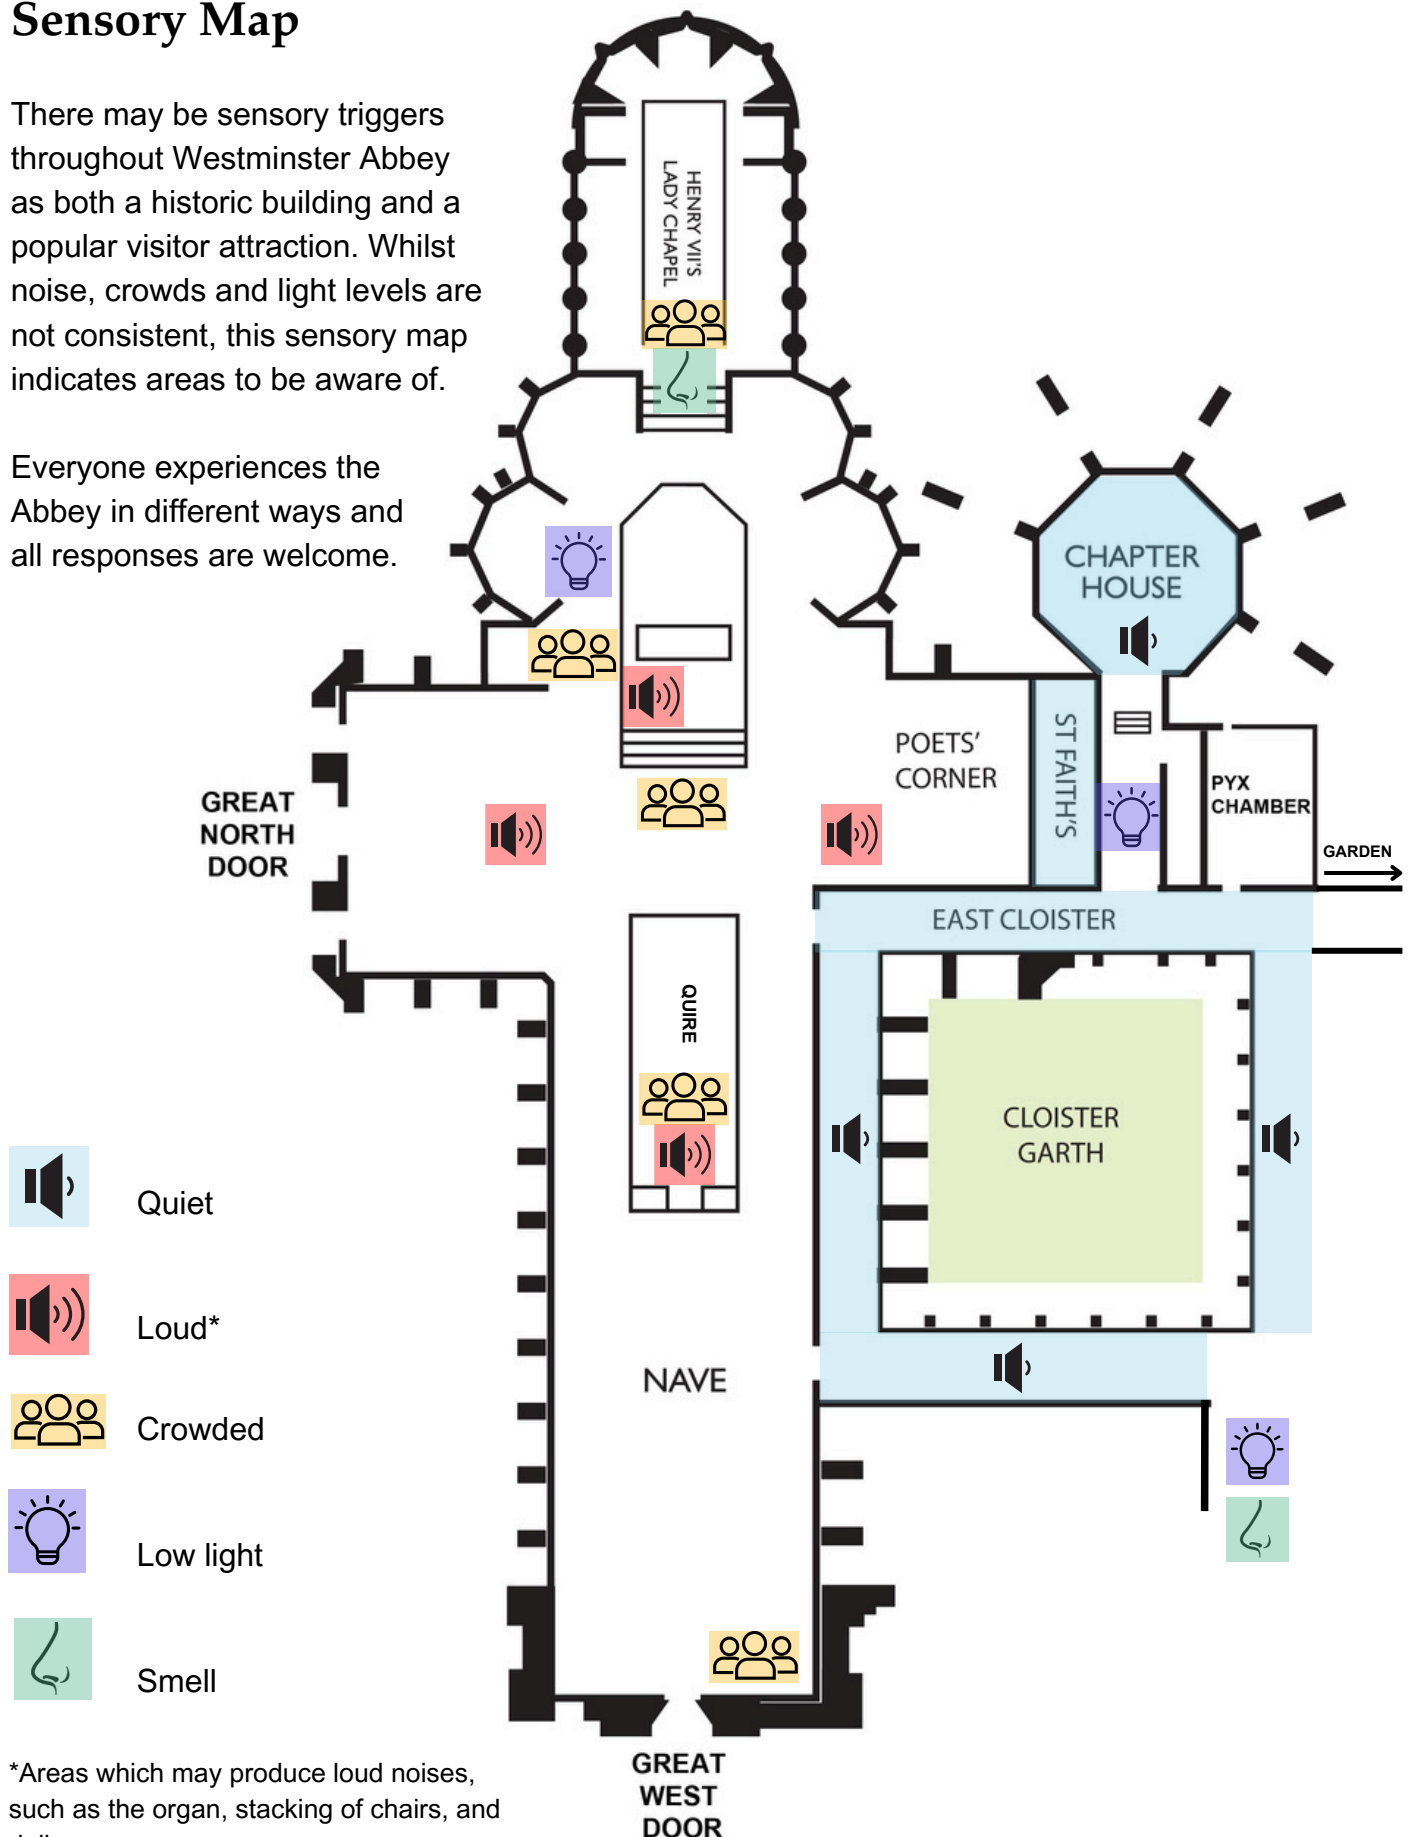 Sensory Map
There may be sensory triggers
throughout Westminster Abbey
as both a historic building and a
popular visitor attraction. Whilst
noise, crowds and light levels are
not consistent, this sensory map
indicates areas to be aware of.
Everyone experiences the
Abbey in different ways and
all responses are welcome.
HENRY VII'S
LADY CHAPEL
CHAPTER
HOUSE
POETS'
CORNER
ST FAITH'S
PYX
CHAMBER
GARDEN
GREAT
NORTH
DOOR
EAST CLOISTER
QUIRE
CLOISTER
GARTH
NAVE
Quiet
Loud*
Crowded
Low light
Smell
GREAT
WEST
DOOR
*Areas which may produce loud noises,
such as the organ, stacking of chairs, and